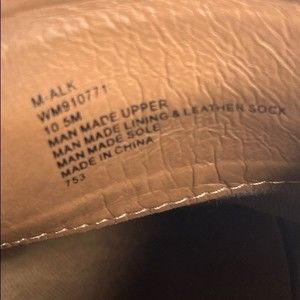 M-ALK
WM910771
10.5M
MAN MADE UPPER
MAN MADE LINING & LEATHER SOCK
MAN MADE SOLE
MADE IN CHINA
753